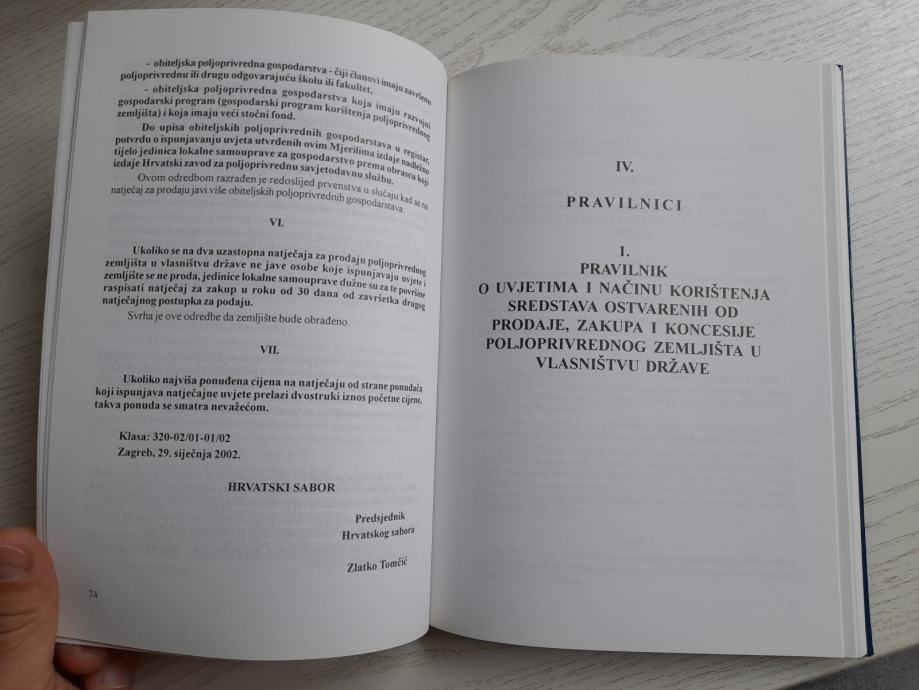 - obiteljska poljoprivredna gospodarstva - čiji članovi imaju završenu
poljoprivrednu ili drugu odgovarajuću školu ili fakultet.
- obiteljska poljoprivredna gospodarstva koja imaju razvojni
gospodarski program (gospodarski program korištenja poljoprivrednog
zemljišta) i koja imaju veći stočni fond.
Do upisa obiteljskih poljoprivrednih gospodarstava u registar,
potvrdu o ispunjavanju uvjeta utvrđenih ovim Mjerilima izdaje nadležno
tijelo jedinica lokalne samouprave za gospodarstvo prema obrascu koji
izdaje Hrvatski zavod za poljoprivrednu savjetodavnu službu.
Ovom odredbom razrađen je redoslijed prvenstva u slučaju kad se na
natječaj za prodaju javi više obiteljskih poljoprivrednih gospodarstava.
VI.
Ukoliko se na dva uzastopna natječaja za prodaju poljoprivrednog
zemljišta u vlasništvu države ne jave osobe koje ispunjavaju uvjete i
zemljište se ne proda, jedinice lokalne samouprave dužne su za te površine
raspisati natječaj za zakup u roku od 30 dana od završetka drugog
natječajnog postupka za podaju.
Svrha je ove odredbe da zemljište bude obrađeno.
VII.
Ukoliko najviša ponuđena cijena na natječaju od strane ponuđača
koji ispunjava natječajne uvjete prelazi dvostruki iznos početne cijene,
takva ponuda se smatra nevažećom.
Klasa: 320-02/01-01/02
Zagreb, 29. siječnja 2002.
HRVATSKI SABOR
Predsjednik
Hrvatskog sabora
Zlatko Tomčić
74
IV.
PRAVILNICI
1.
PRAVILNIK
O UVJETIMA I NAČINU KORIŠTENJA
SREDSTAVA OSTVARENIH OD
PRODAJE, ZAKUPA I KONCESIJE
POLJOPRIVREDNOG ZEMLJIŠTA U
VLASNIŠTVU DRŽAVE